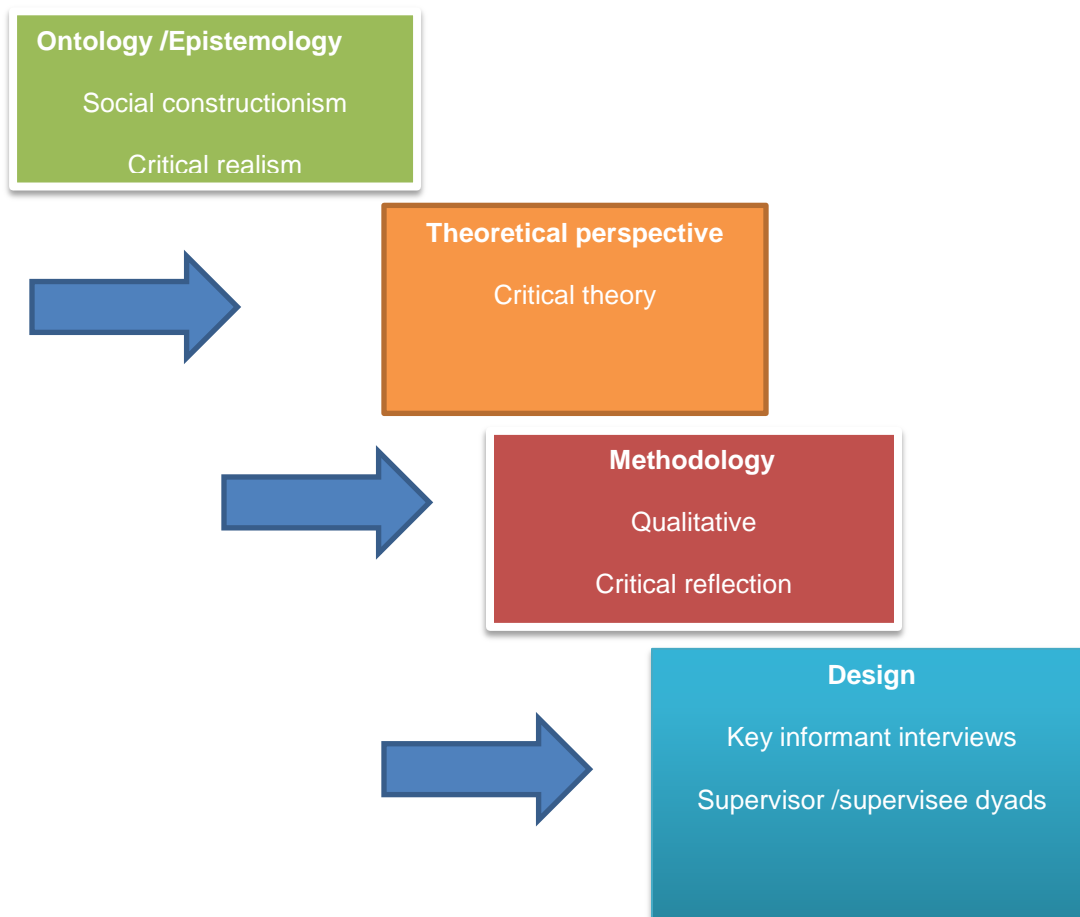 Ontology /Epistemology
Social constructionism
Critical realism
Theoretical perspective
Critical theory
Methodology
Qualitative
Critical reflection
Design
Key informant interviews
Supervisor /supervisee dyads